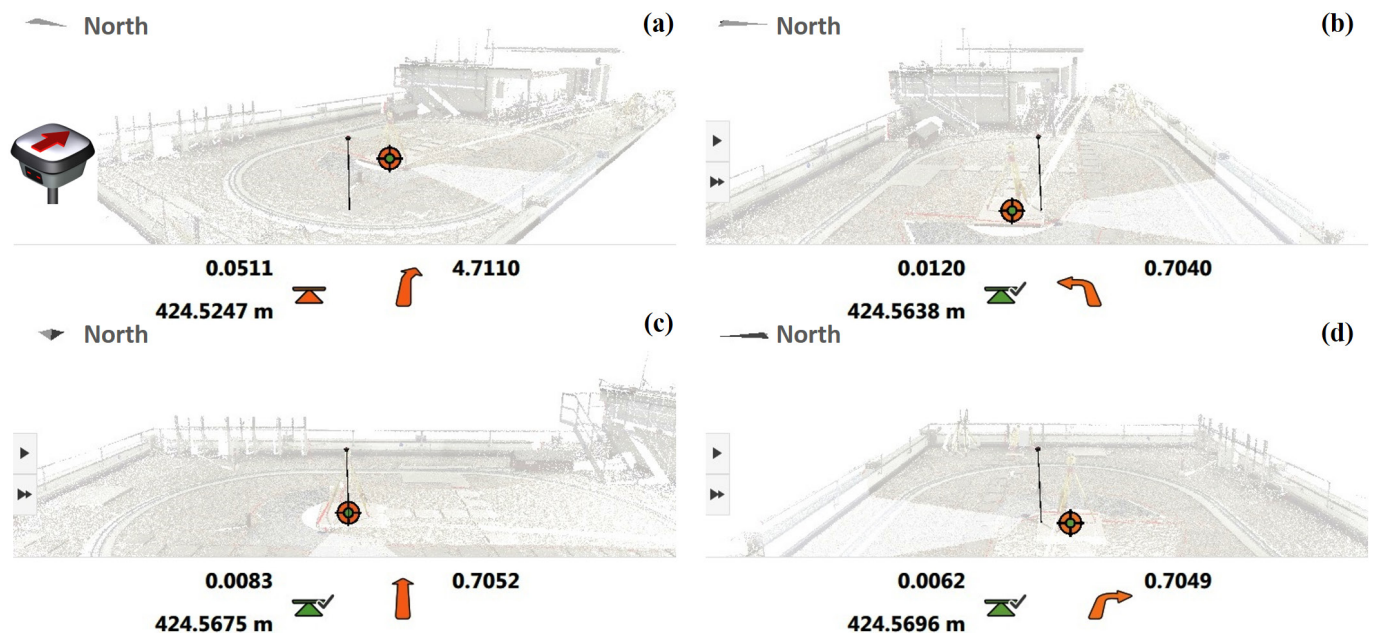 North (a)
0.0511 4.7110
424.5247 m
North (b)
0.0120 0.7040
424.5638 m
North (c)
0.0083 0.7052
424.5675 m
North (d)
0.0062 0.7049
424.5696 m